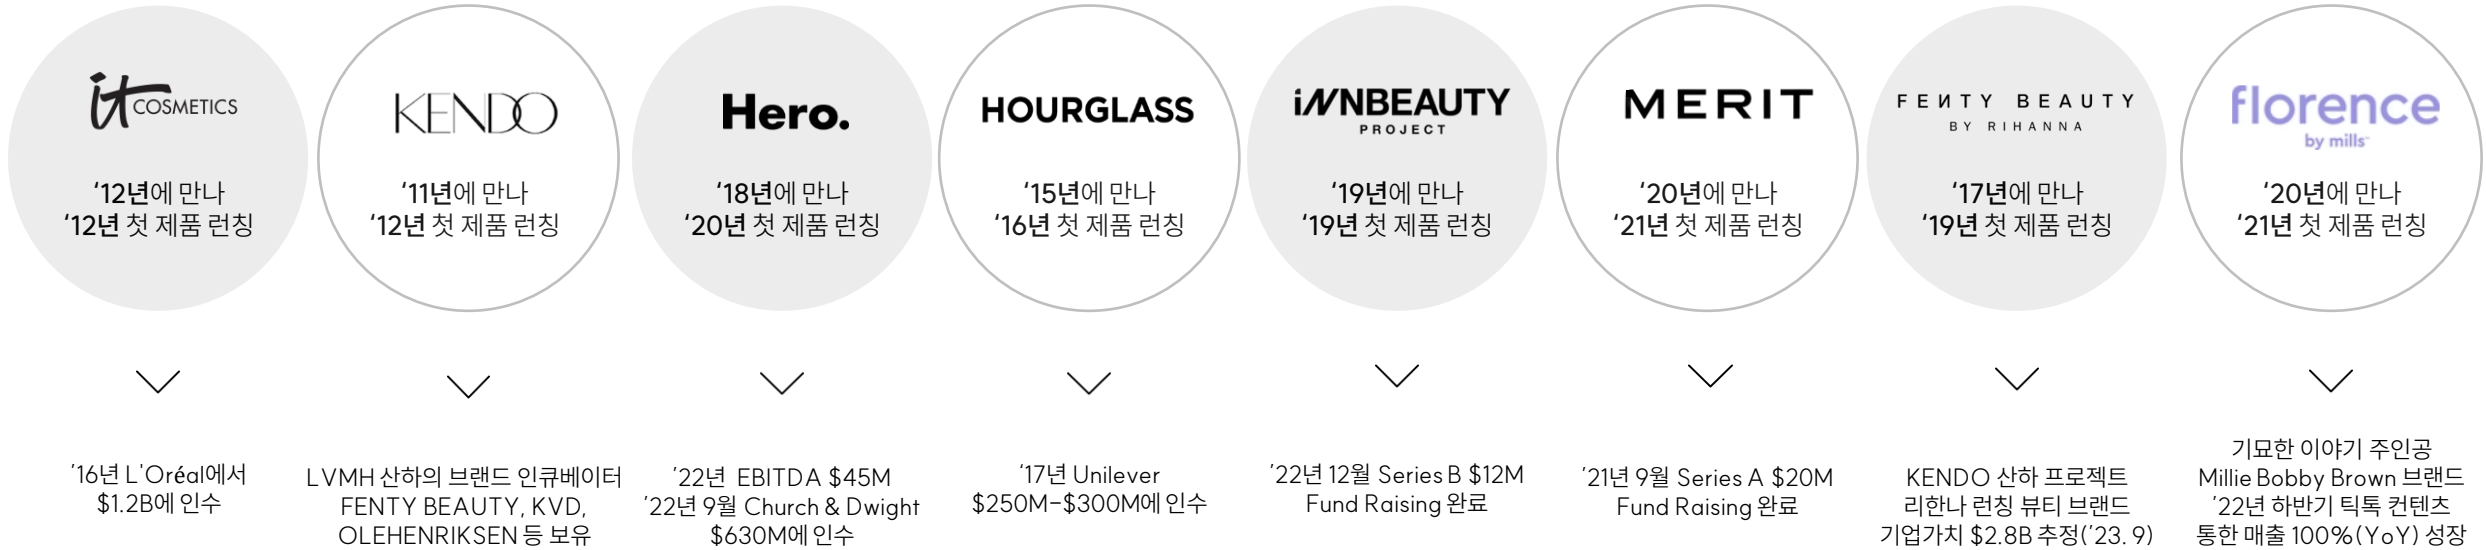 it COSMETICS
‘12년에 만나
‘12년 첫 제품 런칭
’16년 L'Oréal에서
$1.2B에 인수
KENDO
‘11년에 만나
‘12년 첫 제품 런칭
LVMH 산하의 브랜드 인큐베이터
FENTY BEAUTY, KVD,
OLEHENRIKSEN 등 보유
Hero.
‘18년에 만나
‘20년 첫 제품 런칭
’22년 EBITDA $45M
’22년 9월 Church & Dwight
$630M에 인수
HOURGLASS
‘15년에 만나
‘16년 첫 제품 런칭
‘17년 Unilever
$250M-$300M에 인수
iNNBEAUTY
PROJECT
‘19년에 만나
‘19년 첫 제품 런칭
’22년 12월 Series B $12M
Fund Raising 완료
MERIT
‘20년에 만나
‘21년 첫 제품 런칭
’21년 9월 Series A $20M
Fund Raising 완료
FENTY BEAUTY
BY RIHANNA
‘17년에 만나
‘19년 첫 제품 런칭
KENDO 산하 프로젝트
리한나 런칭 뷰티 브랜드
기업가치 $2.8B 추정(’23. 9)
florence
by mills™
‘20년에 만나
‘21년 첫 제품 런칭
기묘한 이야기 주인공
Millie Bobby Brown 브랜드
’22년 하반기 틱톡 컨텐츠
통한 매출 100%(YoY) 성장